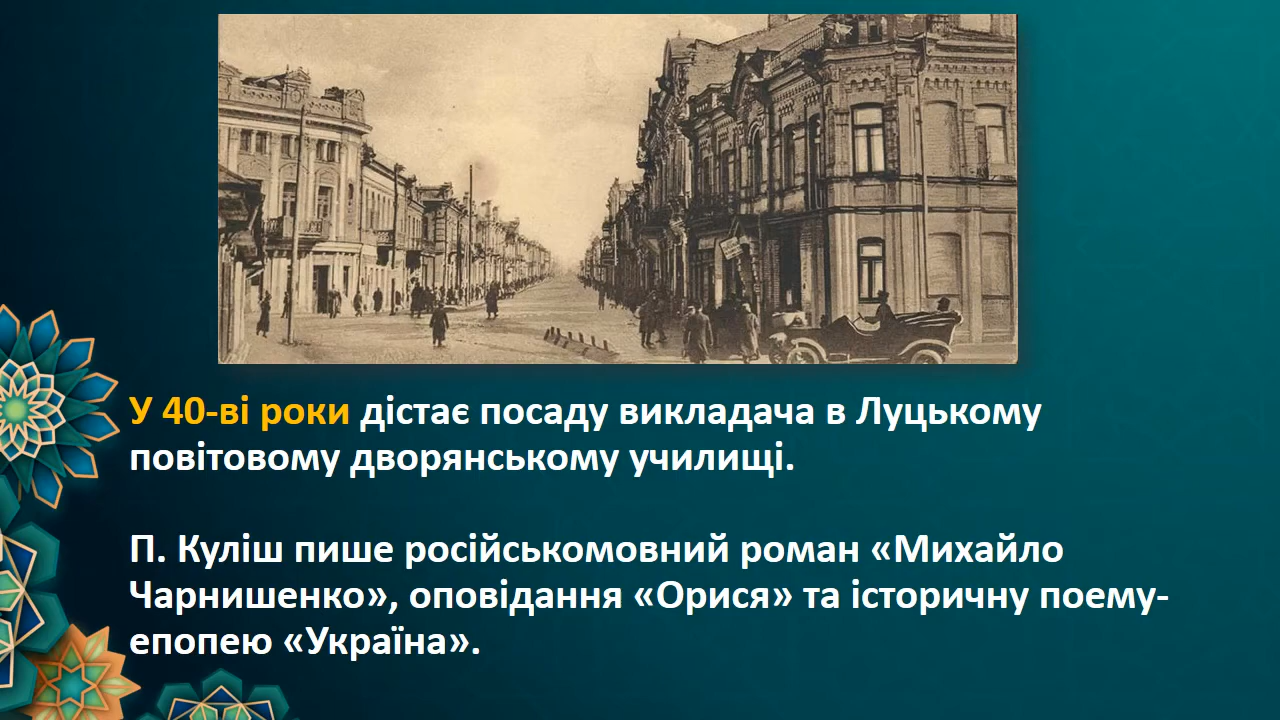 У 40-ві роки дістає посаду викладача в Луцькому
повітовому дворянському училищі.
П. Куліш пише російськомовний роман «Михайло
Чарнишенко», оповідання «Орися» та історичну поему-
епопею «Україна».